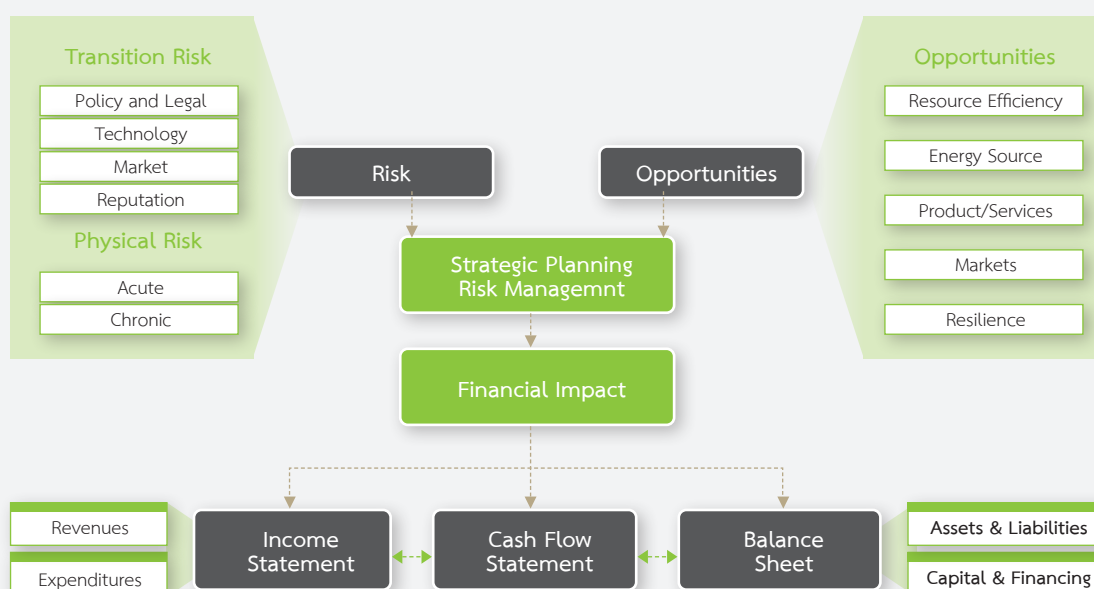 Transition Risk
Policy and Legal
Technology
Market
Reputation
Physical Risk
Acute
Chronic
Risk
Opportunities
Opportunities
Resource Efficiency
Energy Source
Product/Services
Markets
Resilience
Strategic Planning
Risk Managemnt
Financial Impact
Revenues
Expenditures
Income
Statement
Cash Flow
Statement
Balance
Sheet
Assets & Liabilities
Capital & Financing